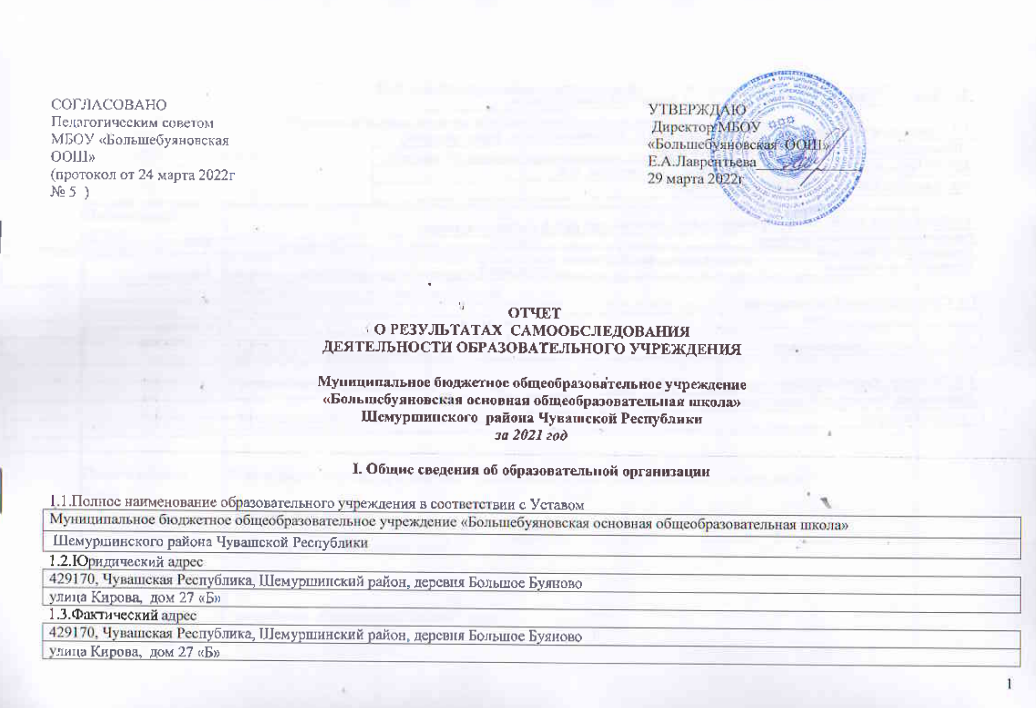 СОГЛАСОВАНО
Педагогическим советом
МБОУ «Большебуяновская
ООШ»
(протокол от 24 марта 2022г
№ 5 )
УТВЕРЖДАЮ
Директор МБОУ
«Большебуяновская ООШ»
Е.А.Лаврентьева
29 марта 2022г
ОТЧЕТ
О РЕЗУЛЬТАТАХ САМООБСЛЕДОВАНИЯ
ДЕЯТЕЛЬНОСТИ ОБРАЗОВАТЕЛЬНОГО УЧРЕЖДЕНИЯ
Муниципальное бюджетное общеобразовательное учреждение
«Большебуяновская основная общеобразовательная школа»
Шемуршинского района Чувашской Республики
за 2021 год
I. Общие сведения об образовательной организации
1.1.Полное наименование образовательного учреждения в соответствии с Уставом
Муниципальное бюджетное общеобразовательное учреждение «Большебуяновская основная общеобразовательная школа»
Шемуршинского района Чувашской Республики
1.2.Юридический адрес
429170, Чувашская Республика, Шемуршинский район, деревня Большое Буяново
улица Кирова, дом 27 «Б»
1.3.Фактический адрес
429170, Чувашская Республика, Шемуршинский район, деревня Большое Буяново
улица Кирова, дом 27 «Б»
1